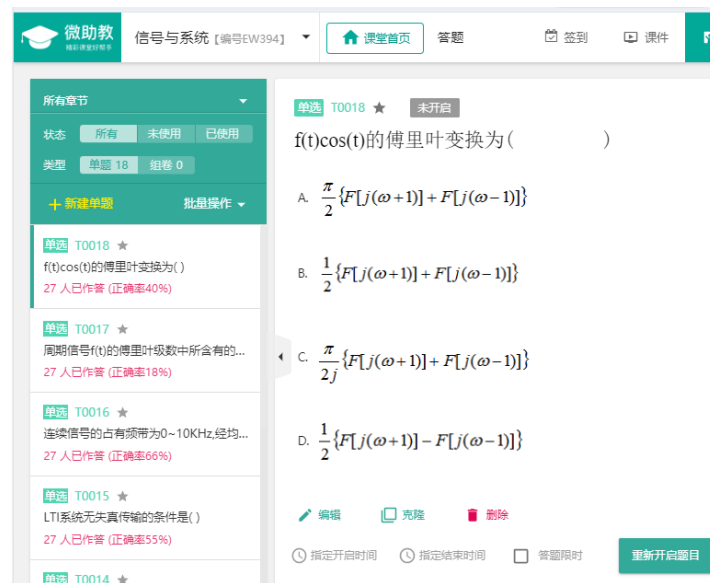 微助教
精彩课堂好帮手
信号与系统 [编号EW394]
课堂首页
答题
签到
课件
所有章节
状态 所有 未使用 已使用
类型 单题 18 组卷 0
新建单题 批量操作
单选 T0018
f(t)cos(t)的傅里叶变换为( )
27 人已作答 (正确率40%)
单选 T0017
周期信号f(t)的傅里叶级数中所含有的...
27 人已作答 (正确率18%)
单选 T0016
连续信号的占有频带为0~10KHz,经均...
27 人已作答 (正确率66%)
单选 T0015
LTI系统无失真传输的条件是( )
27 人已作答 (正确率55%)
单选 T0014
单选 T0018 未开启
f(t)cos(t)的傅里叶变换为( )
A. π/2 {F[j(ω+1)]+F[j(ω−1)]}
B. 1/2 {F[j(ω+1)]+F[j(ω−1)]}
C. π/2j {F[j(ω+1)]+F[j(ω−1)]}
D. 1/2 {F[j(ω+1)]−F[j(ω−1)]}
编辑 克隆 删除
指定开启时间 指定结束时间 答题限时 重新开启题目